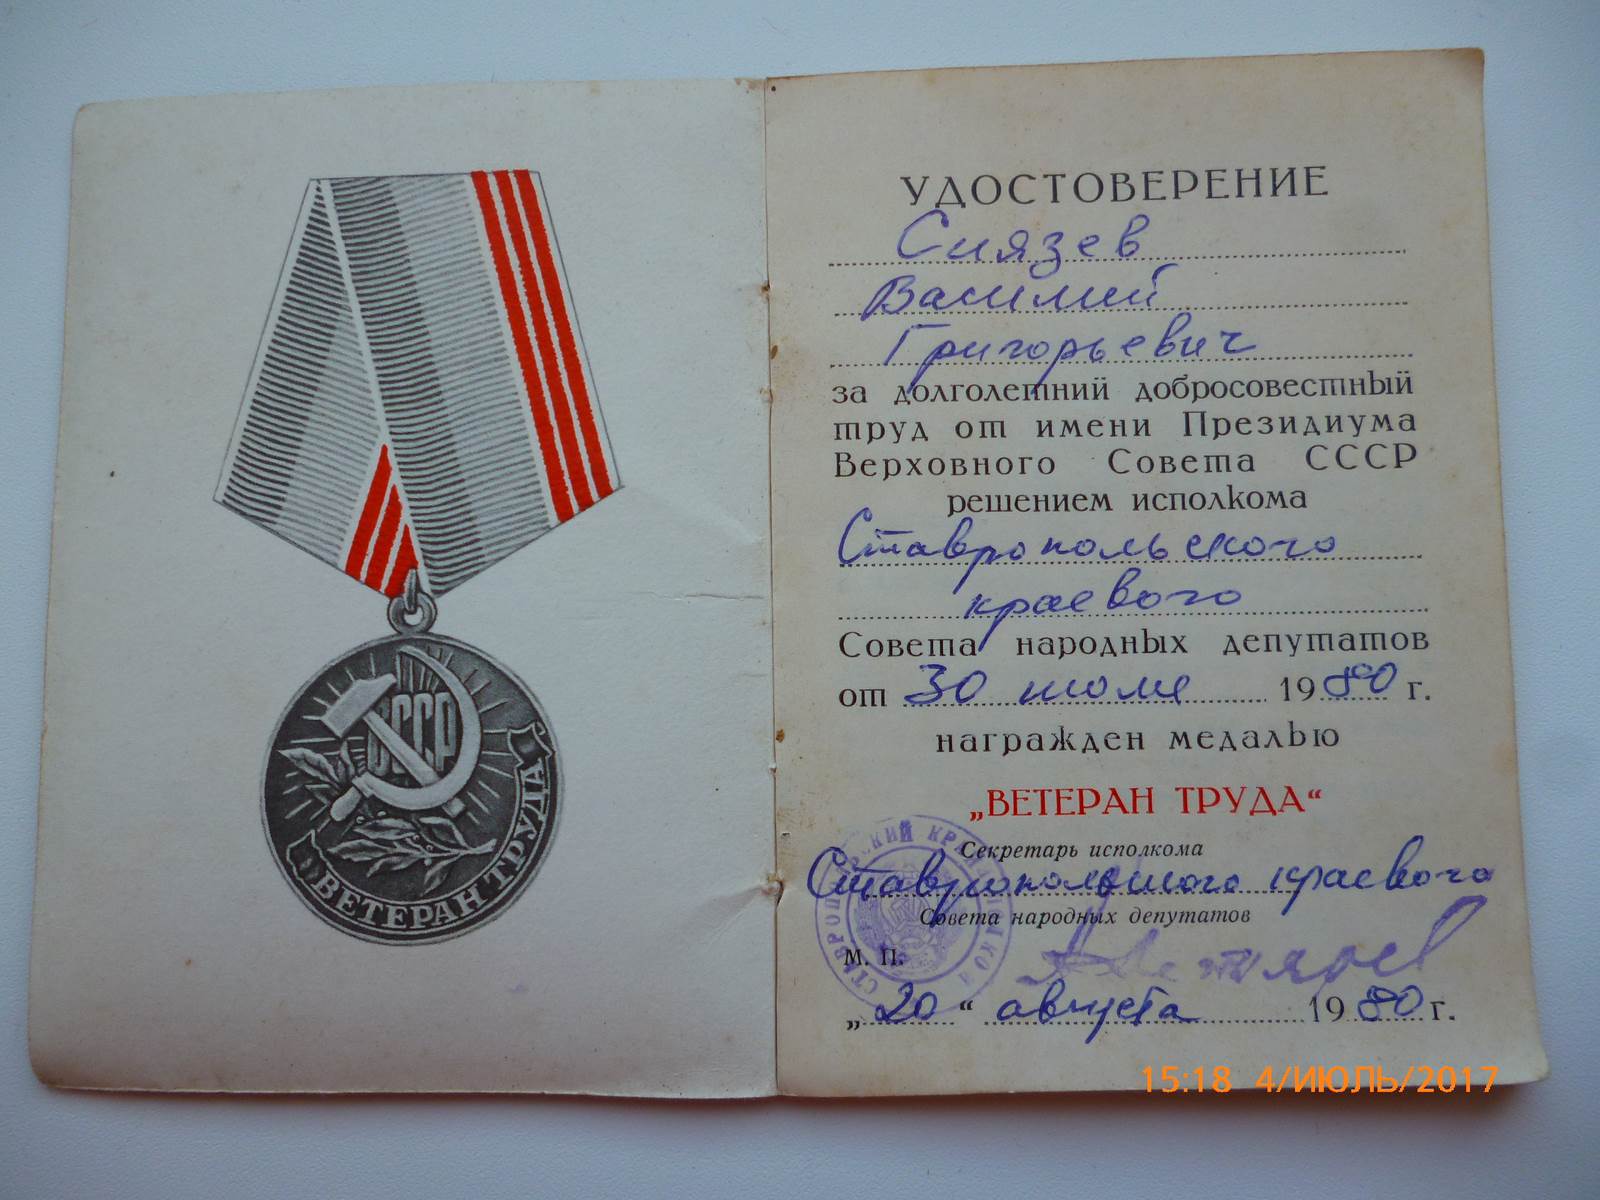 СССР
ВЕТЕРАН ТРУДА
УДОСТОВЕРЕНИЕ
Сиязев
Василий
Григорьевич
за долголетний добросовестный
труд от имени Президиума
Верховного Совета СССР
решением исполкома
Ставропольского
краевого
Совета народных депутатов
от 30 июля 1980 г.
награжден медалью
„ВЕТЕРАН ТРУДА“
Секретарь исполкома
Ставропольского краевого
Совета народных депутатов
М. П.
„20“ августа 1980 г.
15:18 4/ИЮЛЬ/2017